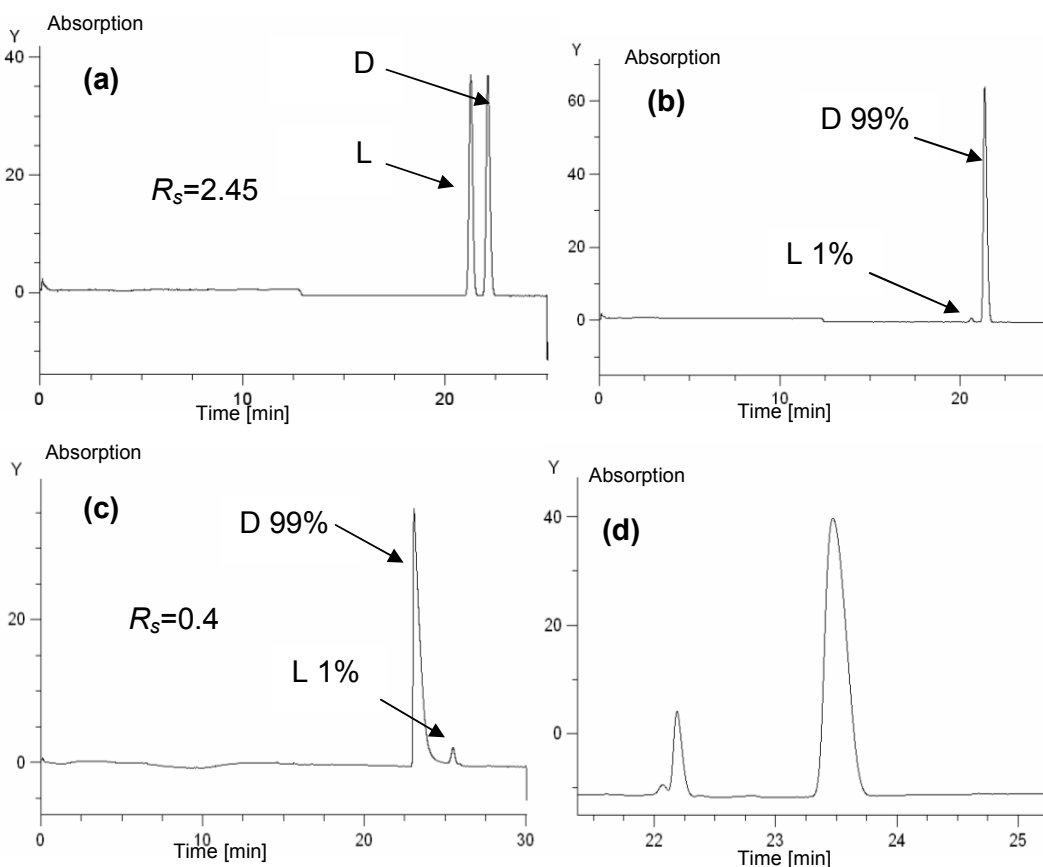 Absorption
Y
40
(a)
D
L
20
Rs=2.45
0
0
10
20
Time [min]
Absorption
Y
(b)
60
D 99%
40
L 1%
20
0
0
10
20
Time [min]
Absorption
Y
(c)
D 99%
20
Rs=0.4
L 1%
0
0
10
20
30
Time [min]
Absorption
Y
(d)
40
20
0
22
23
24
25
Time [min]